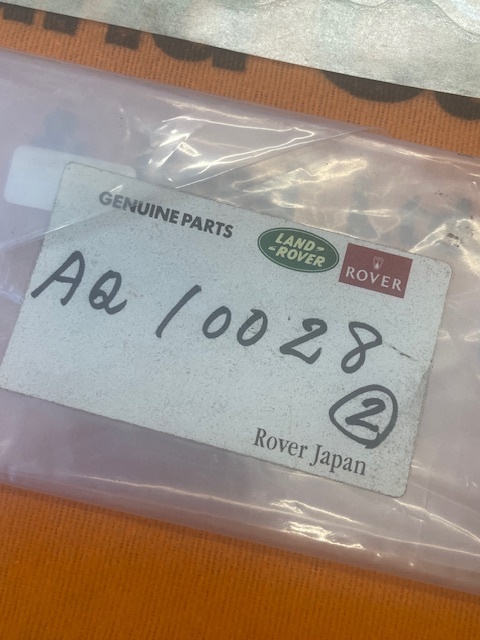 GENUINE PARTS
LAND-
-ROVER
ROVER
AQ 10028
2
Rover Japan